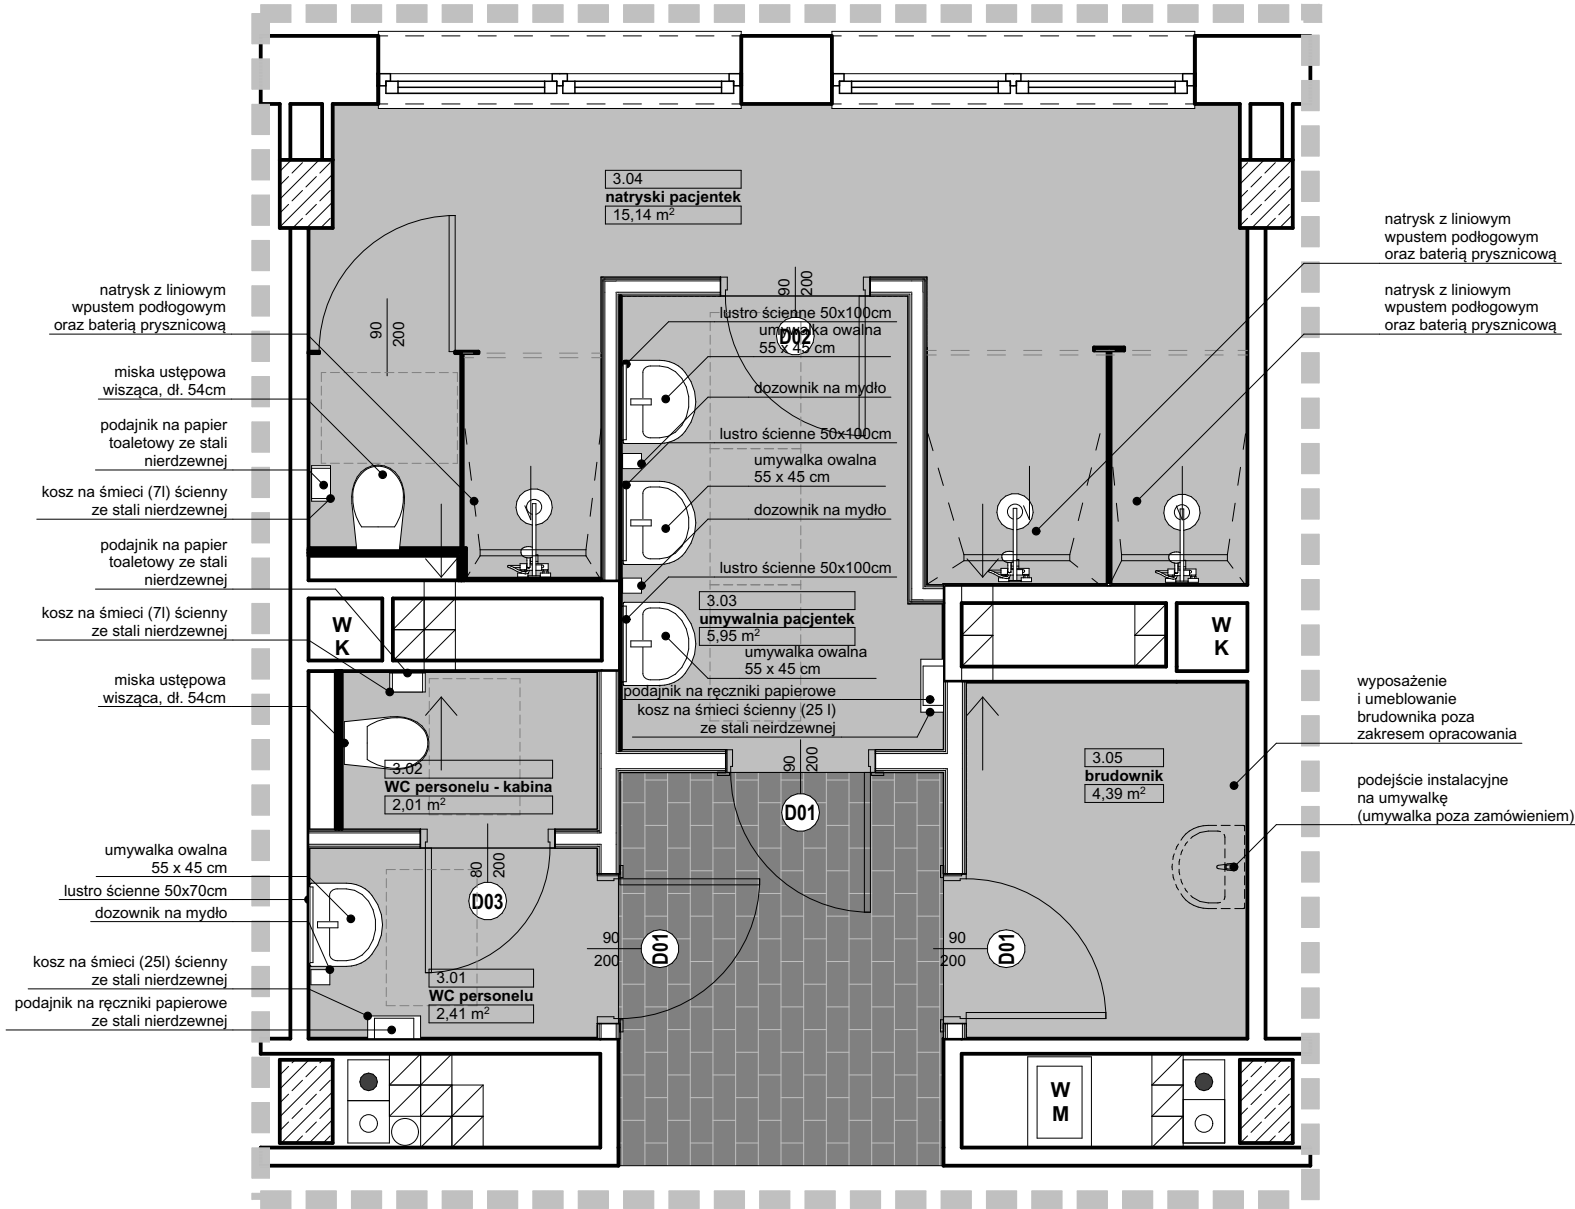 3.04
natryski pacjentek
15,14 m²
natrysk z liniowym
wpustem podłogowym
oraz baterią prysznicową
natrysk z liniowym
wpustem podłogowym
oraz baterią prysznicową
natrysk z liniowym
wpustem podłogowym
oraz baterią prysznicową
miska ustępowa
wisząca, dł. 54cm
podajnik na papier
toaletowy ze stali
nierdzewnej
kosz na śmieci (7l) ścienny
ze stali nierdzewnej
podajnik na papier
toaletowy ze stali
nierdzewnej
kosz na śmieci (7l) ścienny
ze stali nierdzewnej
miska ustępowa
wisząca, dł. 54cm
umywalka owalna
55 x 45 cm
lustro ścienne 50x70cm
dozownik na mydło
kosz na śmieci (25l) ścienny
ze stali nierdzewnej
podajnik na ręczniki papierowe
ze stali nierdzewnej
90
200
90
200
D02
lustro ścienne 50x100cm
umywalka owalna
55 x 45 cm
dozownik na mydło
lustro ścienne 50x100cm
umywalka owalna
55 x 45 cm
dozownik na mydło
lustro ścienne 50x100cm
3.03
umywalnia pacjentek
5,95 m²
umywalka owalna
55 x 45 cm
podajnik na ręczniki papierowe
kosz na śmieci ścienny (25 l)
ze stali neirdzewnej
W
K
W
K
3.02
WC personelu - kabina
2,01 m²
90
200
D01
3.05
brudownik
4,39 m²
wyposażenie
i umeblowanie
brudownika poza
zakresem opracowania
podejście instalacyjne
na umywalkę
(umywalka poza zamówieniem)
80
200
D03
90
200
D01
90
200
D01
3.01
WC personelu
2,41 m²
W
M